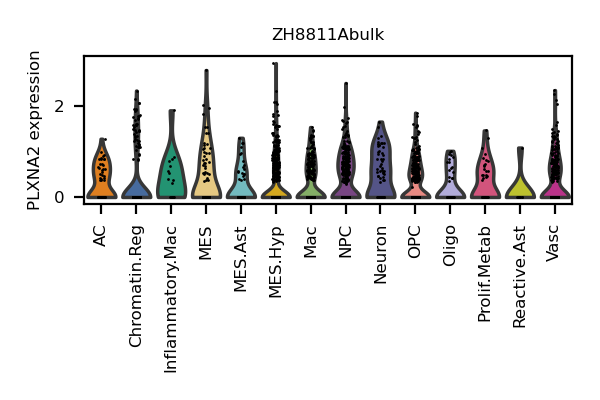 ZH8811Abulk
PLXNA2 expression
2
0
AC
Chromatin.Reg
Inflammatory.Mac
MES
MES.Ast
MES.Hyp
Mac
NPC
Neuron
OPC
Oligo
Prolif.Metab
Reactive.Ast
Vasc